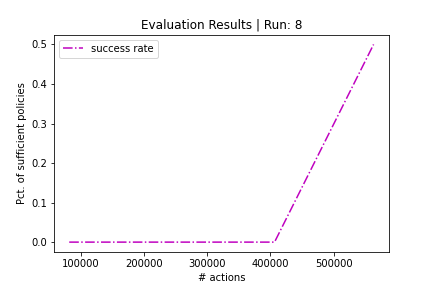 Evaluation Results | Run: 8
success rate
Pct. of sufficient policies
0.5
0.4
0.3
0.2
0.1
0.0
100000 200000 300000 400000 500000
# actions